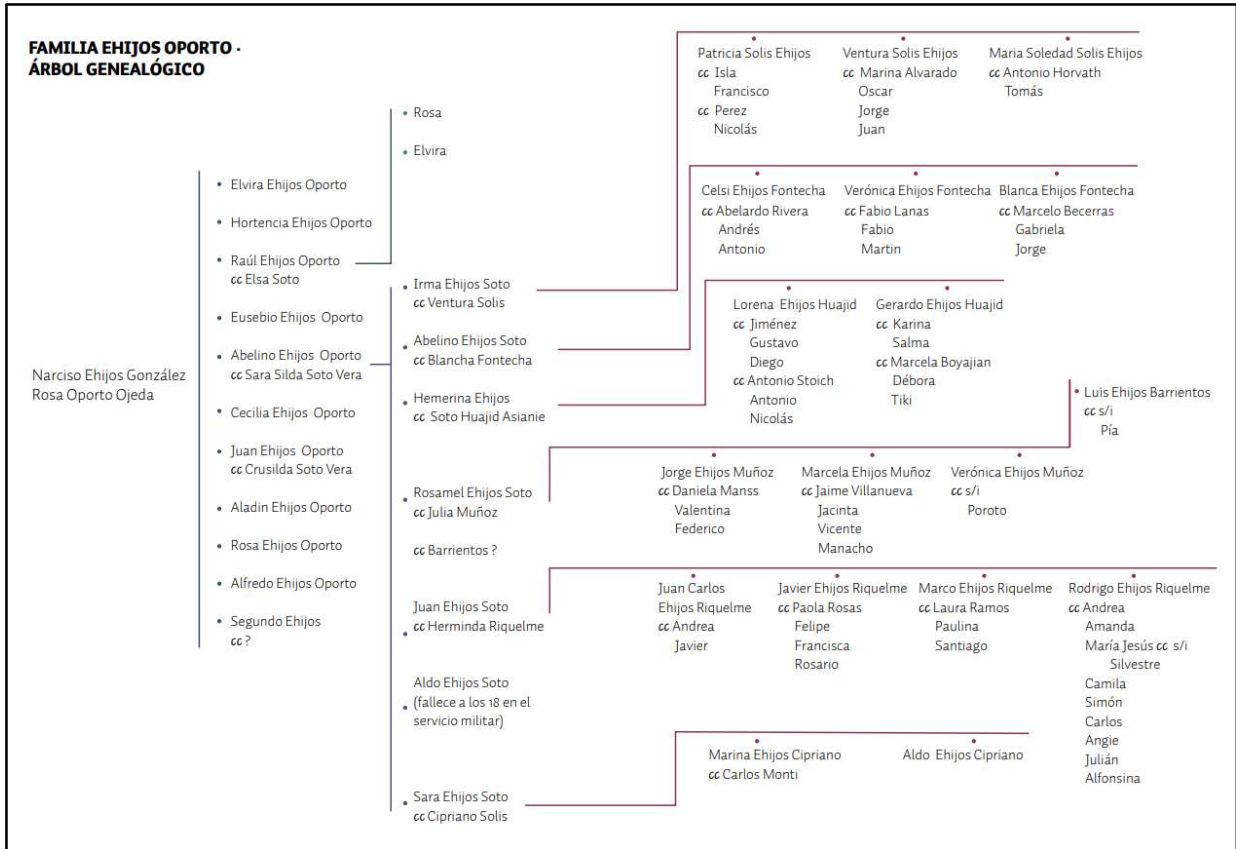 FAMILIA EHIJOS OPORTO -
ÁRBOL GENEALÓGICO
Narciso Ehijos González
Rosa Oporto Ojeda
Elvira Ehijos Oporto
Hortencia Ehijos Oporto
Raúl Ehijos Oporto
cc Elsa Soto
Eusebio Ehijos Oporto
Abelino Ehijos Oporto
cc Sara Silda Soto Vera
Cecilia Ehijos Oporto
Juan Ehijos Oporto
cc Crusilda Soto Vera
Aladin Ehijos Oporto
Rosa Ehijos Oporto
Alfredo Ehijos Oporto
Segundo Ehijos
cc ?
Rosa
Elvira
Irma Ehijos Soto
cc Ventura Solis
Abelino Ehijos Soto
cc Blancha Fontecha
Hemerina Ehijos
cc Soto Huajid Asianie
Rosamel Ehijos Soto
cc Julia Muñoz
cc Barrientos ?
Juan Ehijos Soto
cc Herminda Riquelme
Aldo Ehijos Soto
(fallece a los 18 en el
servicio militar)
Sara Ehijos Soto
cc Cipriano Solis
Patricia Solis Ehijos
cc Isla
Francisco
cc Perez
Nicolás
Ventura Solis Ehijos
cc Marina Alvarado
Oscar
Jorge
Juan
Maria Soledad Solis Ehijos
cc Antonio Horvath
Tomás
Celsi Ehijos Fontecha
cc Abelardo Rivera
Andrés
Antonio
Verónica Ehijos Fontecha
cc Fabio Lanas
Fabio
Martin
Blanca Ehijos Fontecha
cc Marcelo Becerras
Gabriela
Jorge
Lorena Ehijos Huajid
cc Jiménez
Gustavo
Diego
cc Antonio Stoich
Antonio
Nicolás
Gerardo Ehijos Huajid
cc Karina
Salma
cc Marcela Boyajian
Débora
Tiki
Luis Ehijos Barrientos
cc s/i
Pía
Jorge Ehijos Muñoz
cc Daniela Manss
Valentina
Federico
Marcela Ehijos Muñoz
cc Jaime Villanueva
Jacinta
Vicente
Manacho
Verónica Ehijos Muñoz
cc s/i
Poroto
Juan Carlos
Ehijos Riquelme
cc Andrea
Javier
Javier Ehijos Riquelme
cc Paola Rosas
Felipe
Francisca
Rosario
Marco Ehijos Riquelme
cc Laura Ramos
Paulina
Santiago
Rodrigo Ehijos Riquelme
cc Andrea
Amanda
María Jesús cc s/i
Silvestre
Camila
Simón
Carlos
Angie
Julián
Alfonsina
Marina Ehijos Cipriano
cc Carlos Monti
Aldo Ehijos Cipriano